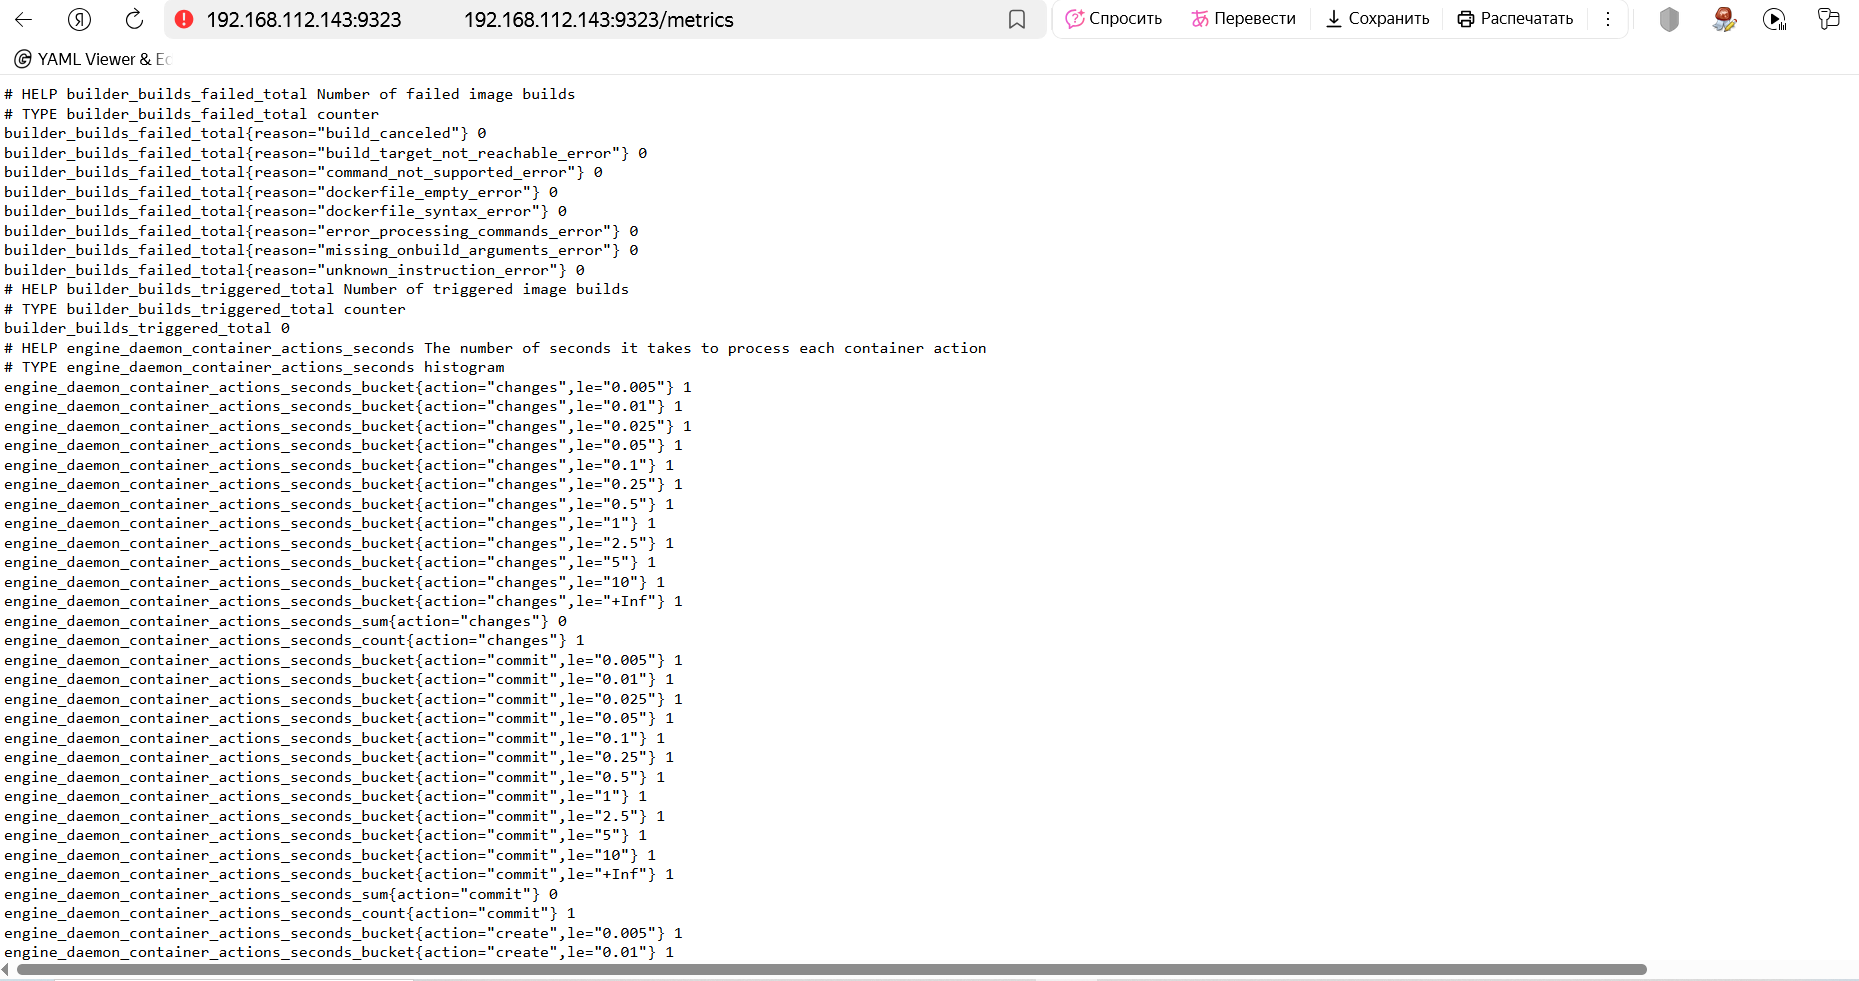 192.168.112.143:9323 192.168.112.143:9323/metrics Спросить Перевести Сохранить Распечатать
YAML Viewer & Ec
# HELP builder_builds_failed_total Number of failed image builds
# TYPE builder_builds_failed_total counter
builder_builds_failed_total{reason="build_canceled"} 0
builder_builds_failed_total{reason="build_target_not_reachable_error"} 0
builder_builds_failed_total{reason="command_not_supported_error"} 0
builder_builds_failed_total{reason="dockerfile_empty_error"} 0
builder_builds_failed_total{reason="dockerfile_syntax_error"} 0
builder_builds_failed_total{reason="error_processing_commands_error"} 0
builder_builds_failed_total{reason="missing_onbuild_arguments_error"} 0
builder_builds_failed_total{reason="unknown_instruction_error"} 0
# HELP builder_builds_triggered_total Number of triggered image builds
# TYPE builder_builds_triggered_total counter
builder_builds_triggered_total 0
# HELP engine_daemon_container_actions_seconds The number of seconds it takes to process each container action
# TYPE engine_daemon_container_actions_seconds histogram
engine_daemon_container_actions_seconds_bucket{action="changes",le="0.005"} 1
engine_daemon_container_actions_seconds_bucket{action="changes",le="0.01"} 1
engine_daemon_container_actions_seconds_bucket{action="changes",le="0.025"} 1
engine_daemon_container_actions_seconds_bucket{action="changes",le="0.05"} 1
engine_daemon_container_actions_seconds_bucket{action="changes",le="0.1"} 1
engine_daemon_container_actions_seconds_bucket{action="changes",le="0.25"} 1
engine_daemon_container_actions_seconds_bucket{action="changes",le="0.5"} 1
engine_daemon_container_actions_seconds_bucket{action="changes",le="1"} 1
engine_daemon_container_actions_seconds_bucket{action="changes",le="2.5"} 1
engine_daemon_container_actions_seconds_bucket{action="changes",le="5"} 1
engine_daemon_container_actions_seconds_bucket{action="changes",le="10"} 1
engine_daemon_container_actions_seconds_bucket{action="changes",le="+Inf"} 1
engine_daemon_container_actions_seconds_sum{action="changes"} 0
engine_daemon_container_actions_seconds_count{action="changes"} 1
engine_daemon_container_actions_seconds_bucket{action="commit",le="0.005"} 1
engine_daemon_container_actions_seconds_bucket{action="commit",le="0.01"} 1
engine_daemon_container_actions_seconds_bucket{action="commit",le="0.025"} 1
engine_daemon_container_actions_seconds_bucket{action="commit",le="0.05"} 1
engine_daemon_container_actions_seconds_bucket{action="commit",le="0.1"} 1
engine_daemon_container_actions_seconds_bucket{action="commit",le="0.25"} 1
engine_daemon_container_actions_seconds_bucket{action="commit",le="0.5"} 1
engine_daemon_container_actions_seconds_bucket{action="commit",le="1"} 1
engine_daemon_container_actions_seconds_bucket{action="commit",le="2.5"} 1
engine_daemon_container_actions_seconds_bucket{action="commit",le="5"} 1
engine_daemon_container_actions_seconds_bucket{action="commit",le="10"} 1
engine_daemon_container_actions_seconds_bucket{action="commit",le="+Inf"} 1
engine_daemon_container_actions_seconds_sum{action="commit"} 0
engine_daemon_container_actions_seconds_count{action="commit"} 1
engine_daemon_container_actions_seconds_bucket{action="create",le="0.005"} 1
engine_daemon_container_actions_seconds_bucket{action="create",le="0.01"} 1